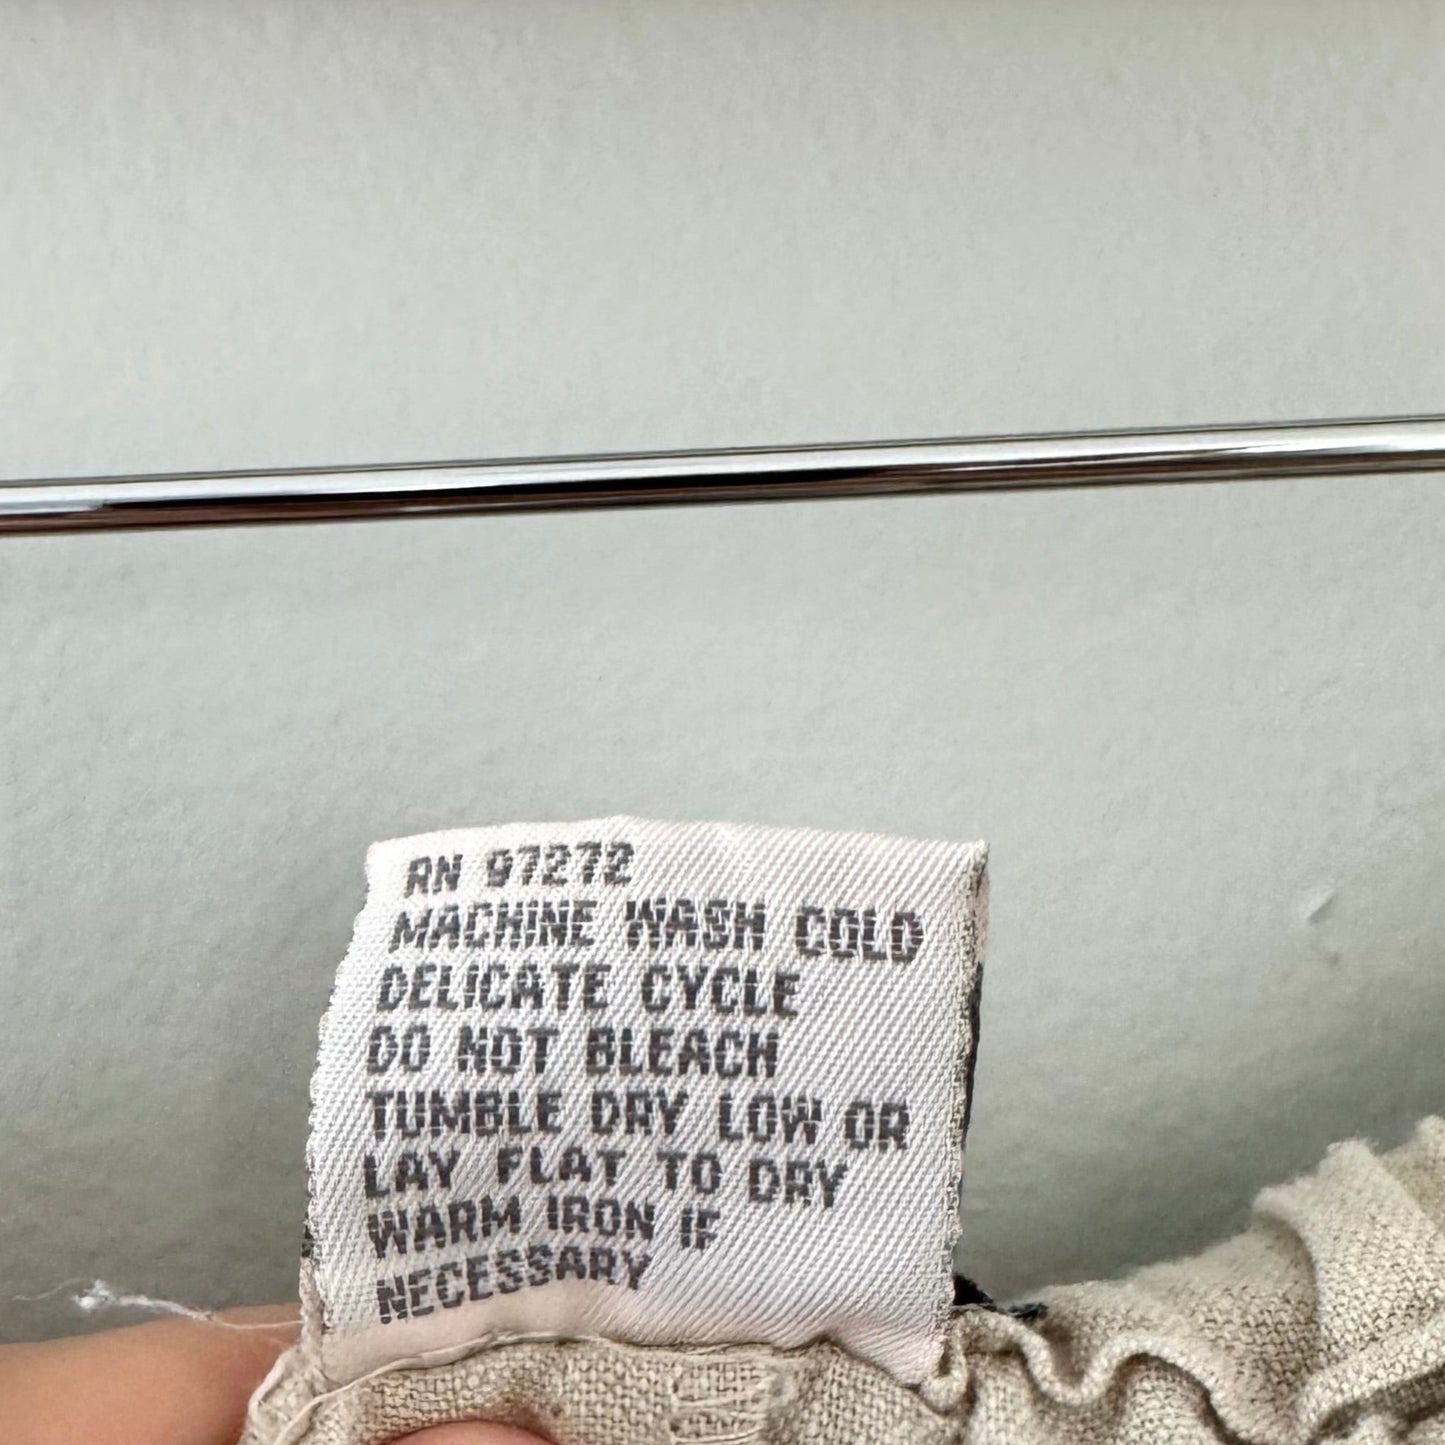 RN 97272
MACHINE WASH COLD
DELICATE CYCLE
DO NOT BLEACH
TUMBLE DRY LOW OR
LAY FLAT TO DRY
WARM IRON IF
NECESSARY